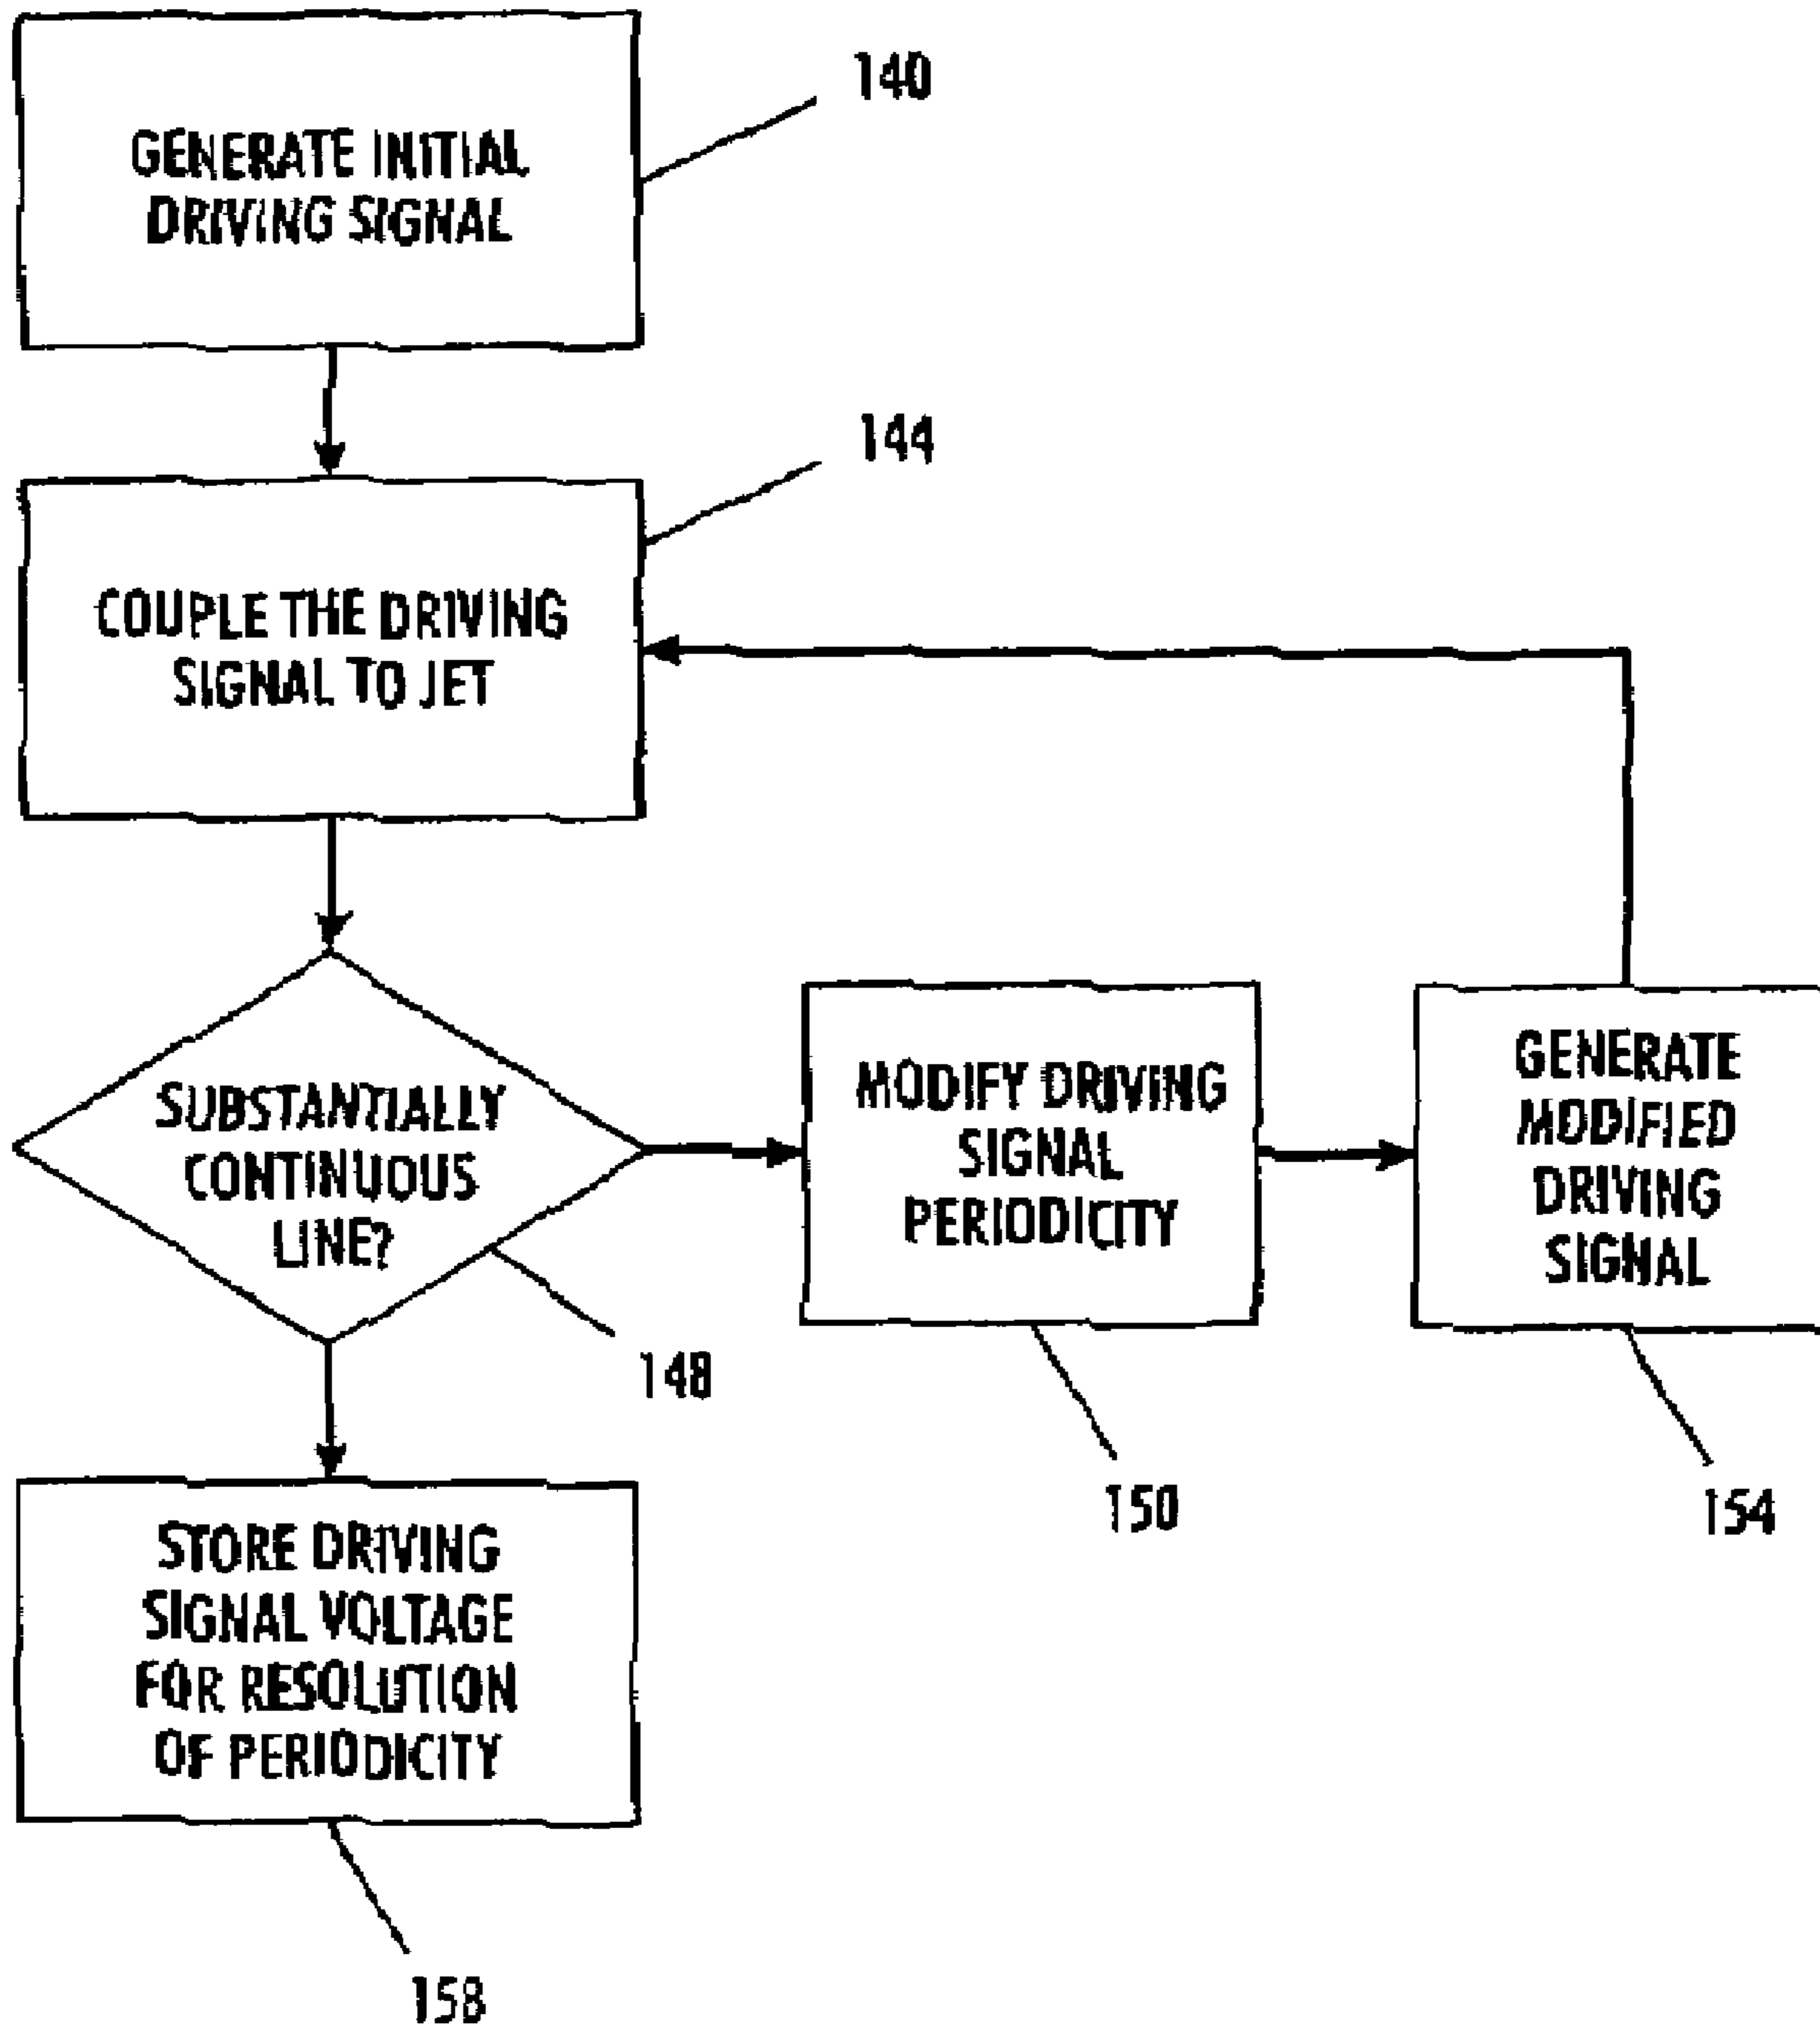 GENERATE INITIAL
DRIVING SIGNAL
140
COUPLE THE DRIVING
SIGNAL TO JET
144
SUBSTANTIALLY
CONTINUOUS
LINE?
148
MODIFY DRIVING
SIGNAL
PERIODICITY
150
GENERATE
MODIFIED
DRIVING
SIGNAL
154
STORE DRIVING
SIGNAL VOLTAGE
FOR RESOLUTION
OF PERIODICITY
158